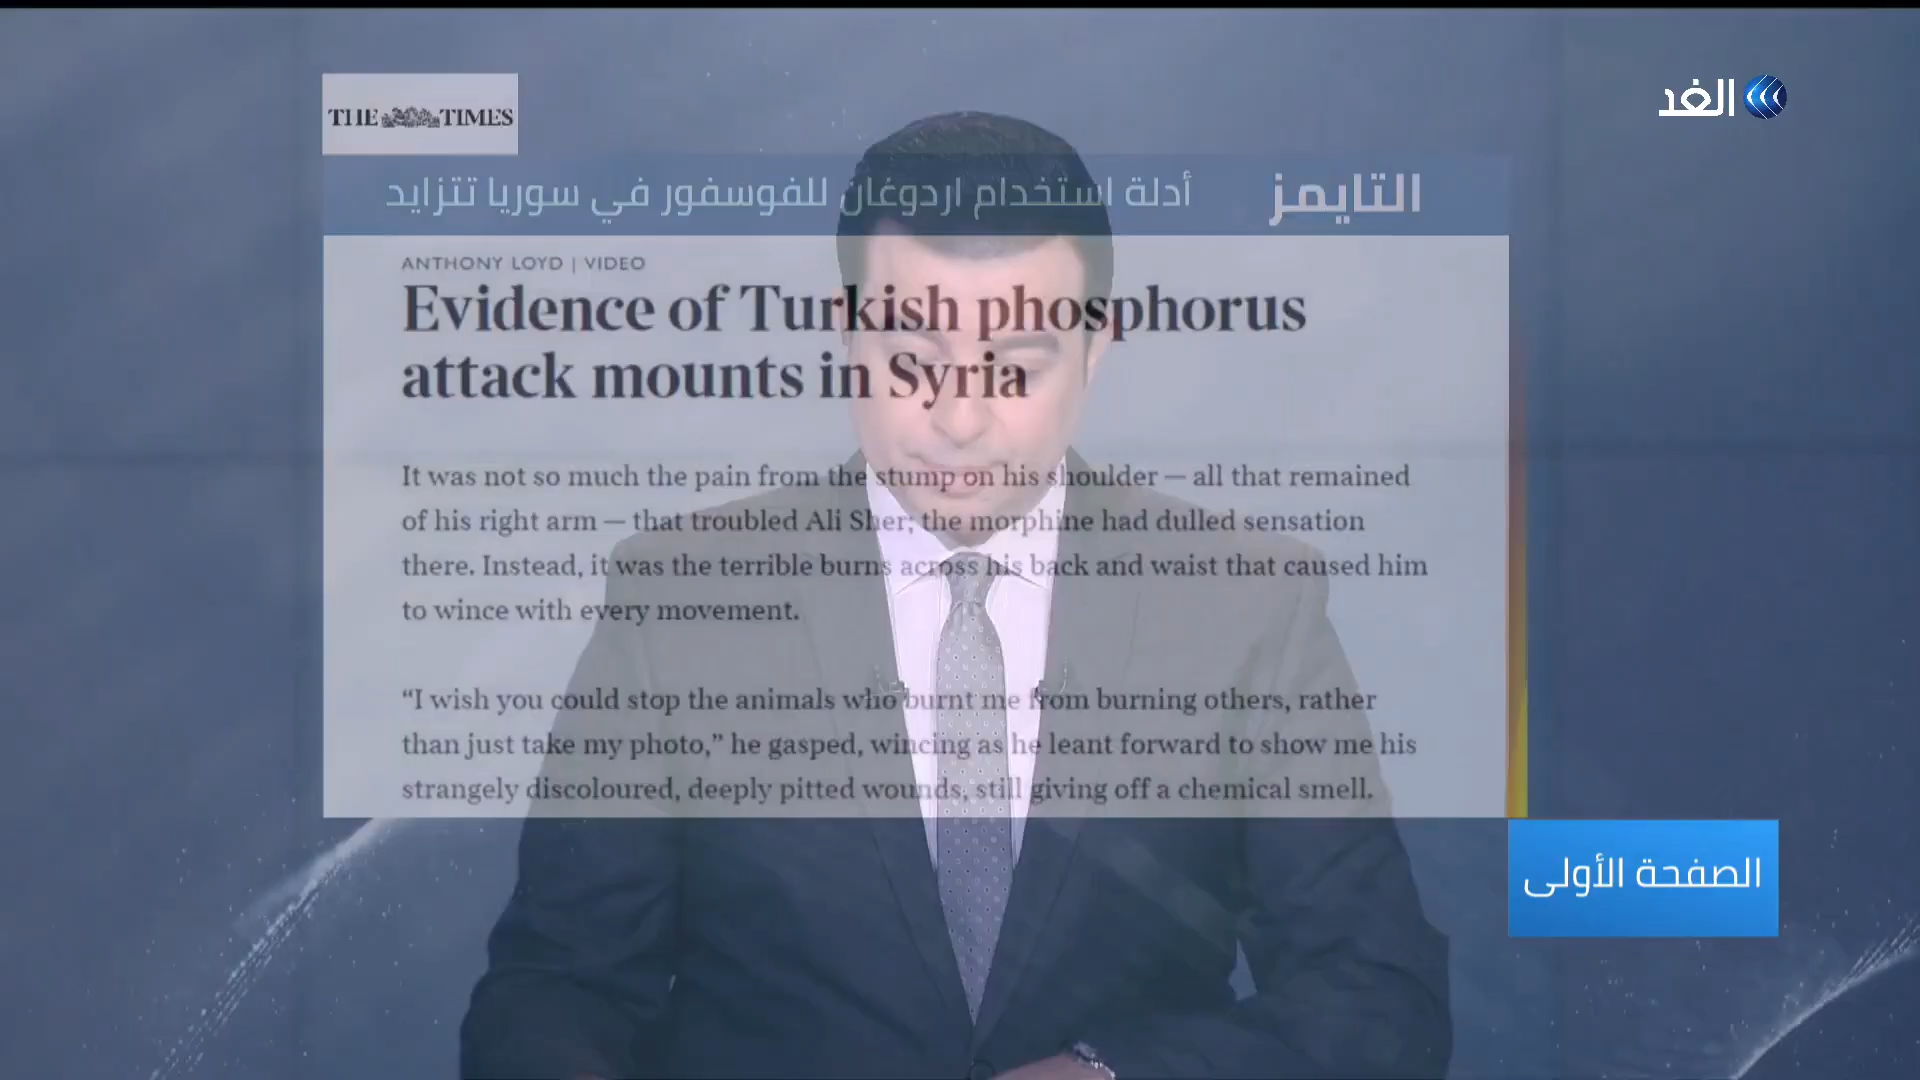 THE TIMES
الغد
التايمز
أدلة استخدام اردوغان للفوسفور في سوريا تتزايد
ANTHONY LOYD | VIDEO
Evidence of Turkish phosphorus
attack mounts in Syria
It was not so much the pain from the stump on his shoulder — all that remained
of his right arm — that troubled Ali Sher; the morphine had dulled sensation
there. Instead, it was the terrible burns across his back and waist that caused him
to wince with every movement.
“I wish you could stop the animals who burnt me from burning others, rather
than just take my photo,” he gasped, wincing as he leant forward to show me his
strangely discoloured, deeply pitted wounds, still giving off a chemical smell.
الصفحة الأولى